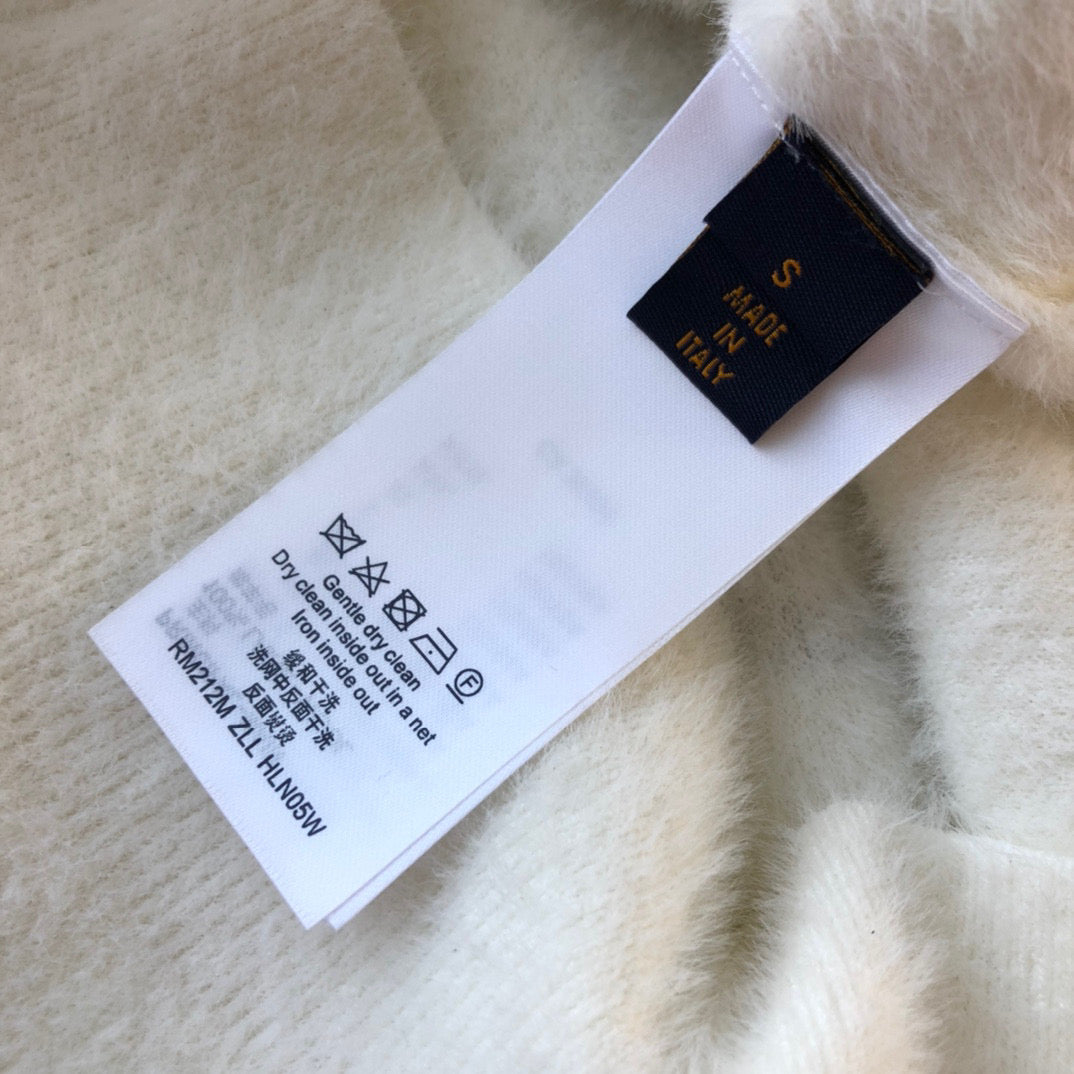 S
MADE
IN
ITALY
F
Gentle dry clean
Dry clean inside out in a net
Iron inside out
缓和干洗
洗网中反面干洗
反面熨烫
RM212M ZLL HLN05W